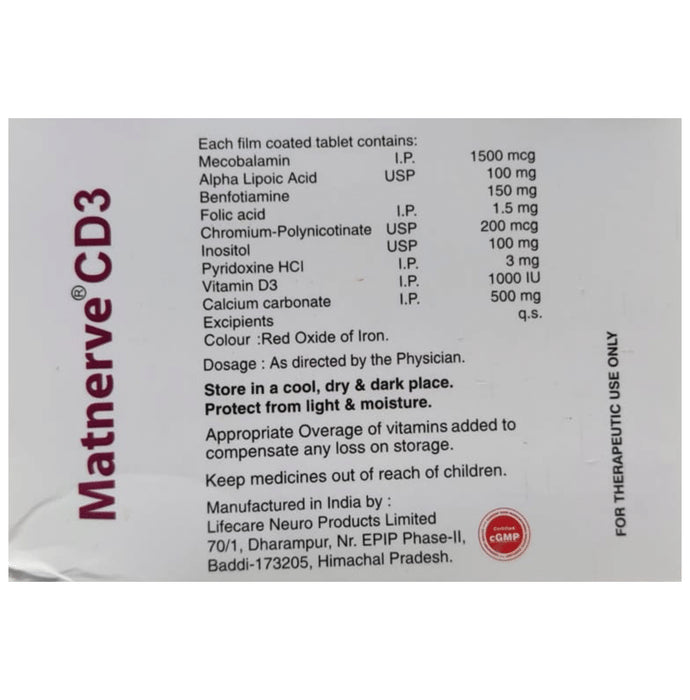 Matnerve® CD3
Each film coated tablet contains:
Mecobalamin I.P. 1500 mcg
Alpha Lipoic Acid USP 100 mg
Benfotiamine 150 mg
Folic acid I.P. 1.5 mg
Chromium-Polynicotinate USP 200 mcg
Inositol USP 100 mg
Pyridoxine HCl I.P. 3 mg
Vitamin D3 I.P. 1000 IU
Calcium carbonate I.P. 500 mg
Excipients q.s.
Colour :Red Oxide of Iron.
Dosage : As directed by the Physician.
Store in a cool, dry & dark place.
Protect from light & moisture.
Appropriate Overage of vitamins added to
compensate any loss on storage.
Keep medicines out of reach of children.
Manufactured in India by :
Lifecare Neuro Products Limited
70/1, Dharampur, Nr. EPIP Phase-II,
Baddi-173205, Himachal Pradesh.
Certified
cGMP
FOR THERAPEUTIC USE ONLY